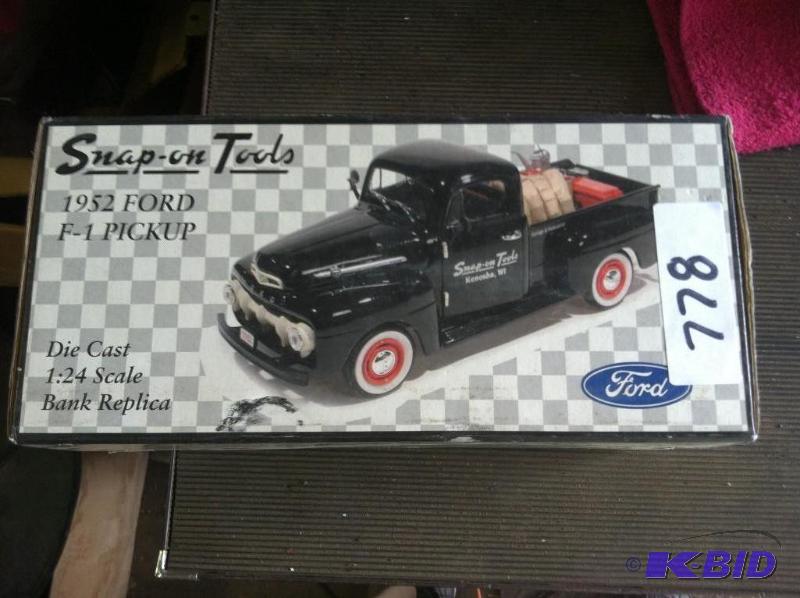 Snap-on Tools
1952 FORD
F-1 PICKUP
Snap-on Tools
Kenosha, WI
778
Die Cast
1:24 Scale
Bank Replica
Ford
© K-BID